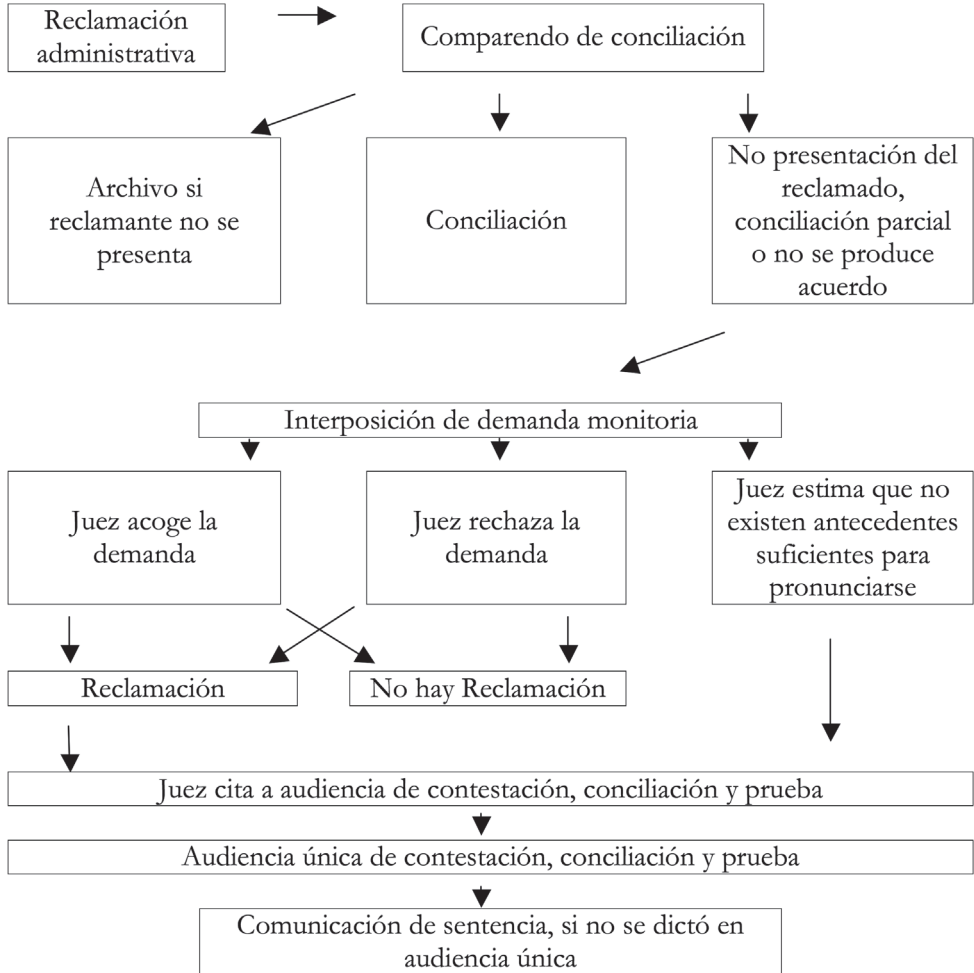 Reclamación
administrativa
Comparendo de conciliación
Archivo si
reclamante no se
presenta
Conciliación
No presentación del
reclamado,
conciliación parcial
o no se produce
acuerdo
Interposición de demanda monitoria
Juez acoge la
demanda
Juez rechaza la
demanda
Juez estima que no
existen antecedentes
suficientes para
pronunciarse
Reclamación
No hay Reclamación
Juez cita a audiencia de contestación, conciliación y prueba
Audiencia única de contestación, conciliación y prueba
Comunicación de sentencia, si no se dictó en
audiencia única